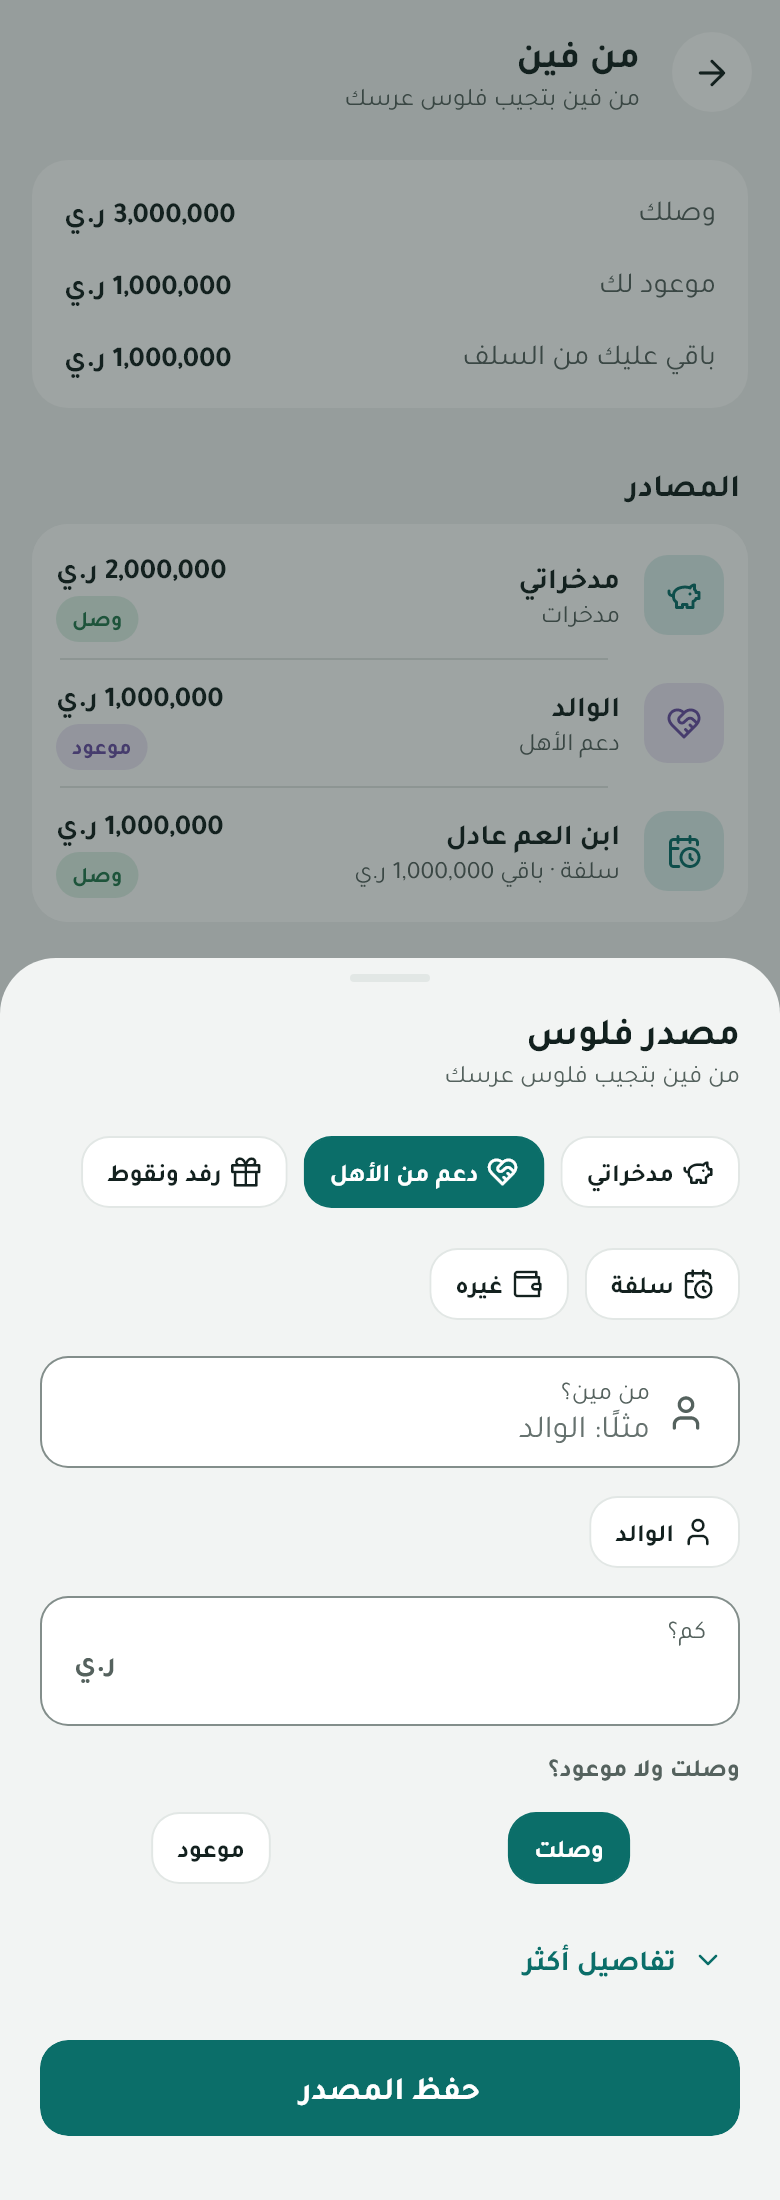 من فين
من فين بتجيب فلوس عرسك
وصلك 3,000,000 ر.ي
موعود لك 1,000,000 ر.ي
باقي عليك من السلف 1,000,000 ر.ي
المصادر
مدخراتي 2,000,000 ر.ي
مدخرات وصل
الوالد 1,000,000 ر.ي
دعم الأهل موعود
ابن العم عادل 1,000,000 ر.ي
سلفة · باقي 1,000,000 ر.ي وصل
مصدر فلوس
من فين بتجيب فلوس عرسك
مدخراتي دعم من الأهل رفد ونقوط
سلفة غيره
من مين؟
مثلًا: الوالد
الوالد
كم؟
ر.ي
وصلت ولا موعود؟
وصلت موعود
تفاصيل أكثر
حفظ المصدر